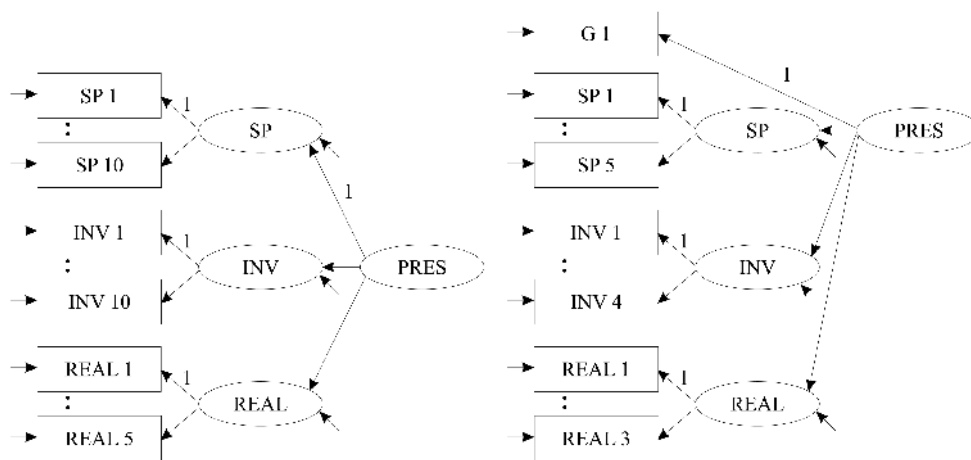 SP 1
:
SP 10
INV 1
:
INV 10
REAL 1
:
REAL 5
1
1
1
SP
INV
REAL
1
PRES
G 1
SP 1
:
SP 5
INV 1
:
INV 4
REAL 1
:
REAL 3
1
1
1
SP
INV
REAL
1
PRES